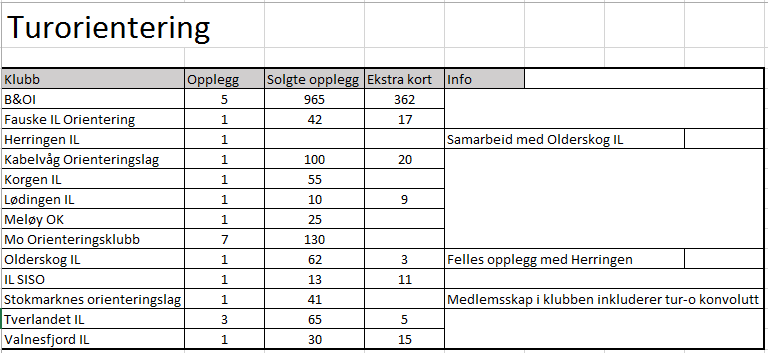 Turorientering
Klubb Opplegg Solgte opplegg Ekstra kort Info
B&OI 5 965 362
Fauske IL Orientering 1 42 17
Herringen IL 1 Samarbeid med Olderskog IL
Kabelvåg Orienteringslag 1 100 20
Korgen IL 1 55
Lødingen IL 1 10 9
Meløy OK 1 25
Mo Orienteringsklubb 7 130
Olderskog IL 1 62 3 Felles opplegg med Herringen
IL SISO 1 13 11
Stokmarknes orienteringslag 1 41 Medlemsskap i klubben inkluderer tur-o konvolutt
Tverlandet IL 3 65 5
Valnesfjord IL 1 30 15